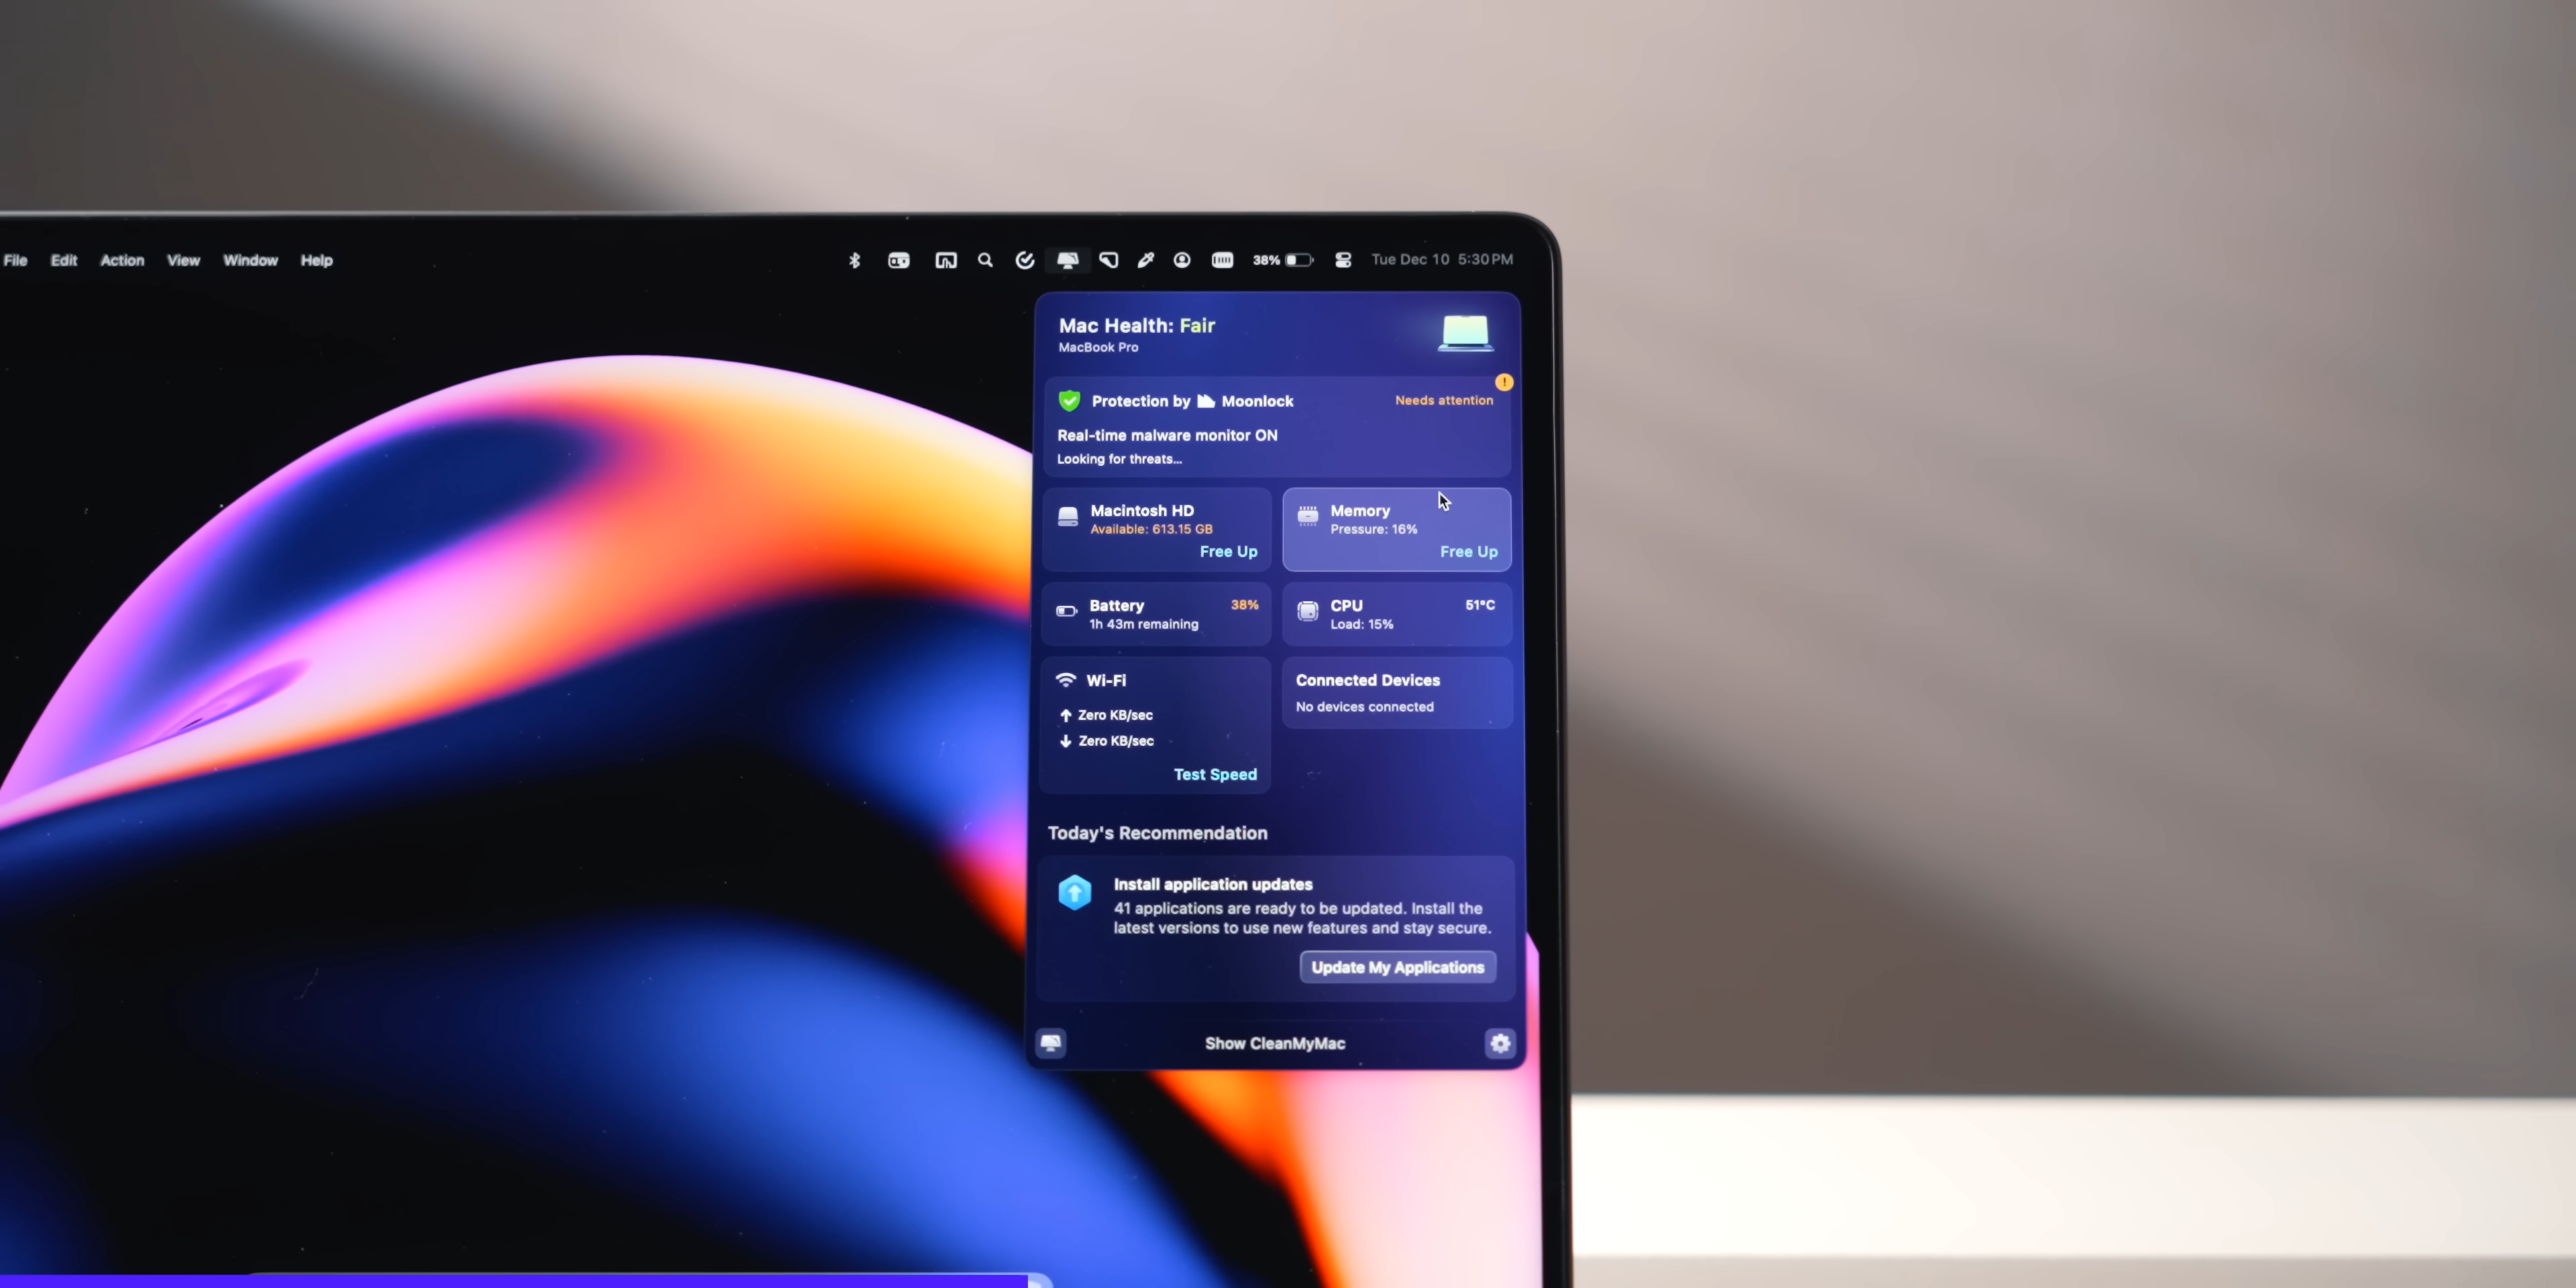 File Edit Action View Window Help 38% Tue Dec 10 5:30 PM
Mac Health: Fair
MacBook Pro
Protection by Moonlock Needs attention
Real-time malware monitor ON
Looking for threats...
Macintosh HD
Available: 613.15 GB
Free Up
Memory
Pressure: 16%
Free Up
Battery 38%
1h 43m remaining
CPU 51°C
Load: 15%
Wi-Fi
↑ Zero KB/sec
↓ Zero KB/sec
Test Speed
Connected Devices
No devices connected
Today's Recommendation
Install application updates
41 applications are ready to be updated. Install the
latest versions to use new features and stay secure.
Update My Applications
Show CleanMyMac